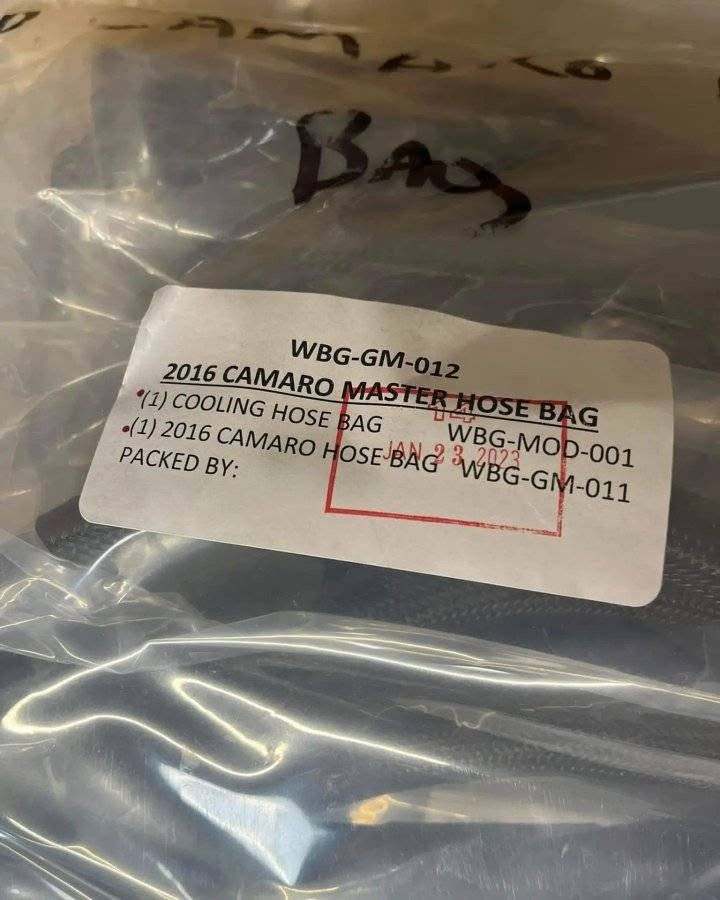 Bag
WBG-GM-012
2016 CAMARO MASTER HOSE BAG
•(1) COOLING HOSE BAG WBG-MOD-001
•(1) 2016 CAMARO HOSE BAG WBG-GM-011
PACKED BY:
14
JAN 23 2023